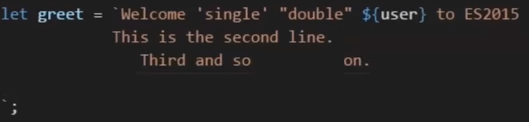 let greet = `Welcome 'single' "double" ${user} to ES2015
This is the second line.
Third and so on.
`;